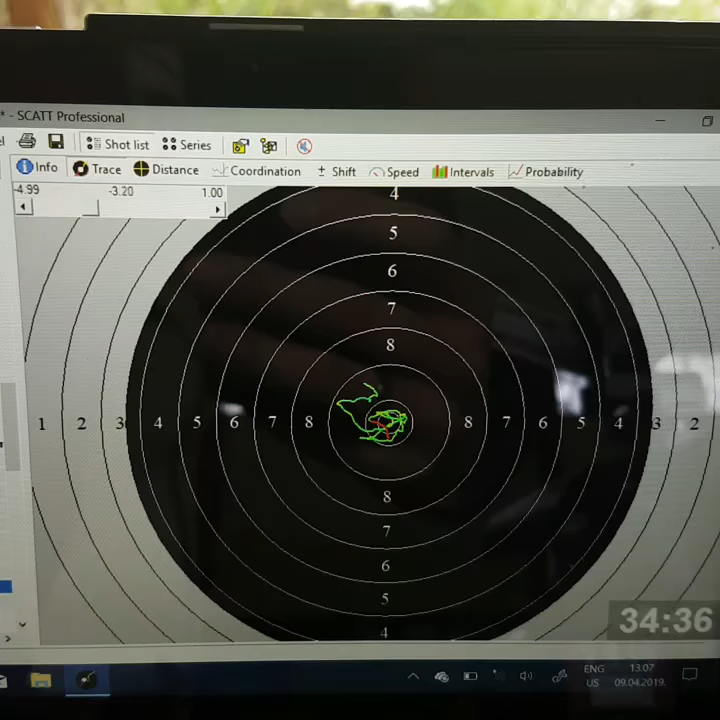 * - SCATT Professional
Shot list Series
Info Trace Distance Coordination Shift Speed Intervals Probability
-4.99 -3.20 1.00
4
5
6
7
8
1 2 3 4 5 6 7 8 8 7 6 5 4 3 2
8
7
6
5
4
34:36
ENG 13.07
US 09.04.2019.